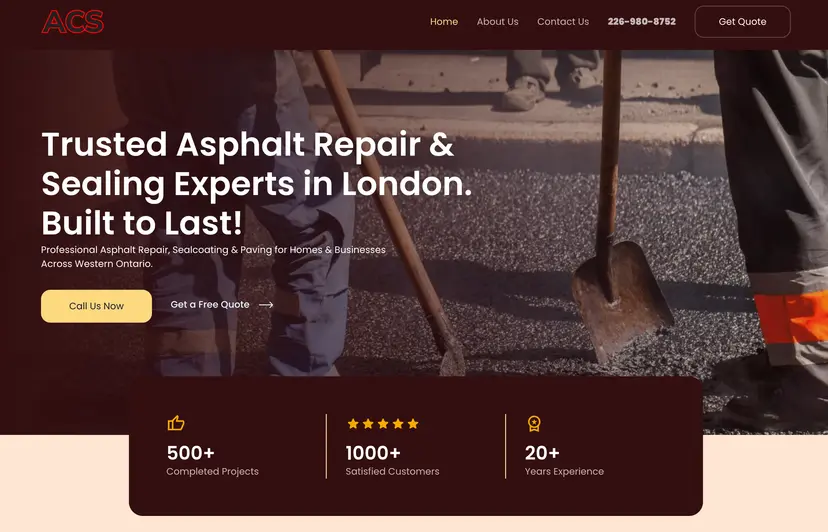 ACS
Home
About Us
Contact Us
226-980-8752
Get Quote
Trusted Asphalt Repair &
Sealing Experts in London.
Built to Last!
Professional Asphalt Repair, Sealcoating & Paving for Homes & Businesses
Across Western Ontario.
Call Us Now
Get a Free Quote
500+
Completed Projects
1000+
Satisfied Customers
20+
Years Experience